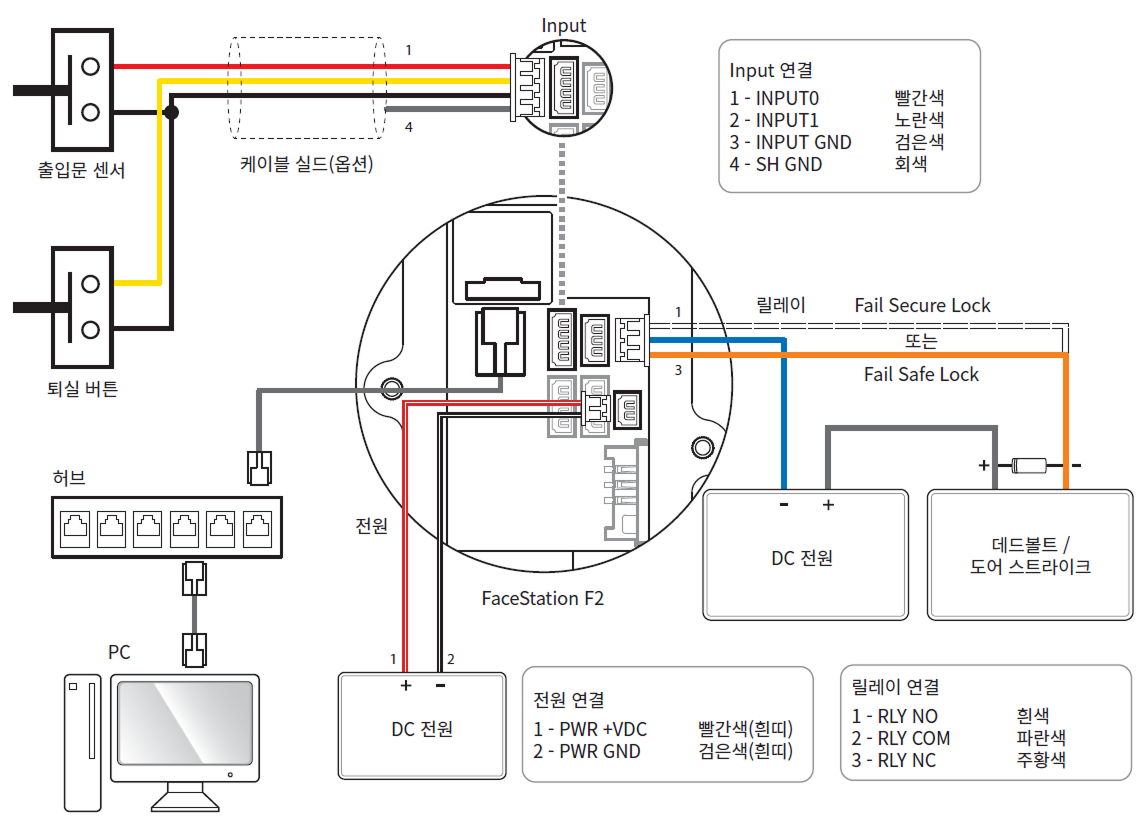 Input
1
4
출입문 센서
케이블 실드(옵션)
Input 연결
1 - INPUT0 빨간색
2 - INPUT1 노란색
3 - INPUT GND 검은색
4 - SH GND 회색
퇴실 버튼
1
릴레이 Fail Secure Lock
또는
3
Fail Safe Lock
허브
전원
+
-
-
+
DC 전원
데드볼트 /
도어 스트라이크
FaceStation F2
PC
1
2
+
-
DC 전원
전원 연결
1 - PWR +VDC 빨간색(흰띠)
2 - PWR GND 검은색(흰띠)
릴레이 연결
1 - RLY NO 흰색
2 - RLY COM 파란색
3 - RLY NC 주황색